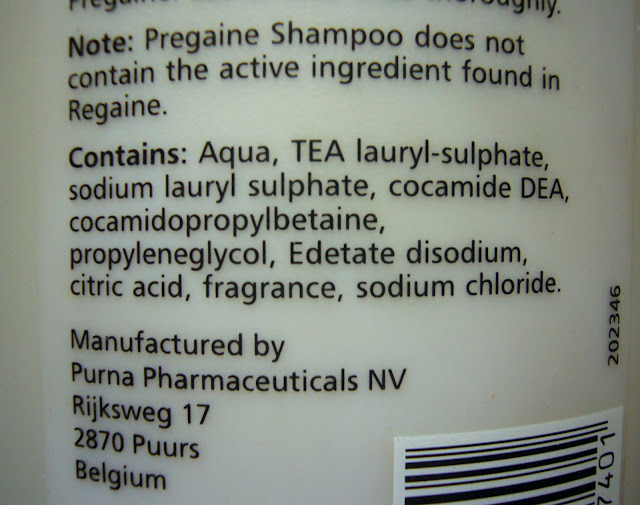 thoroughly.
Note: Pregaine Shampoo does not
contain the active ingredient found in
Regaine.
Contains: Aqua, TEA lauryl-sulphate,
sodium lauryl sulphate, cocamide DEA,
cocamidopropylbetaine,
propyleneglycol, Edetate disodium,
citric acid, fragrance, sodium chloride.
202346
Manufactured by
Purna Pharmaceuticals NV
Rijksweg 17
2870 Puurs
Belgium
7401